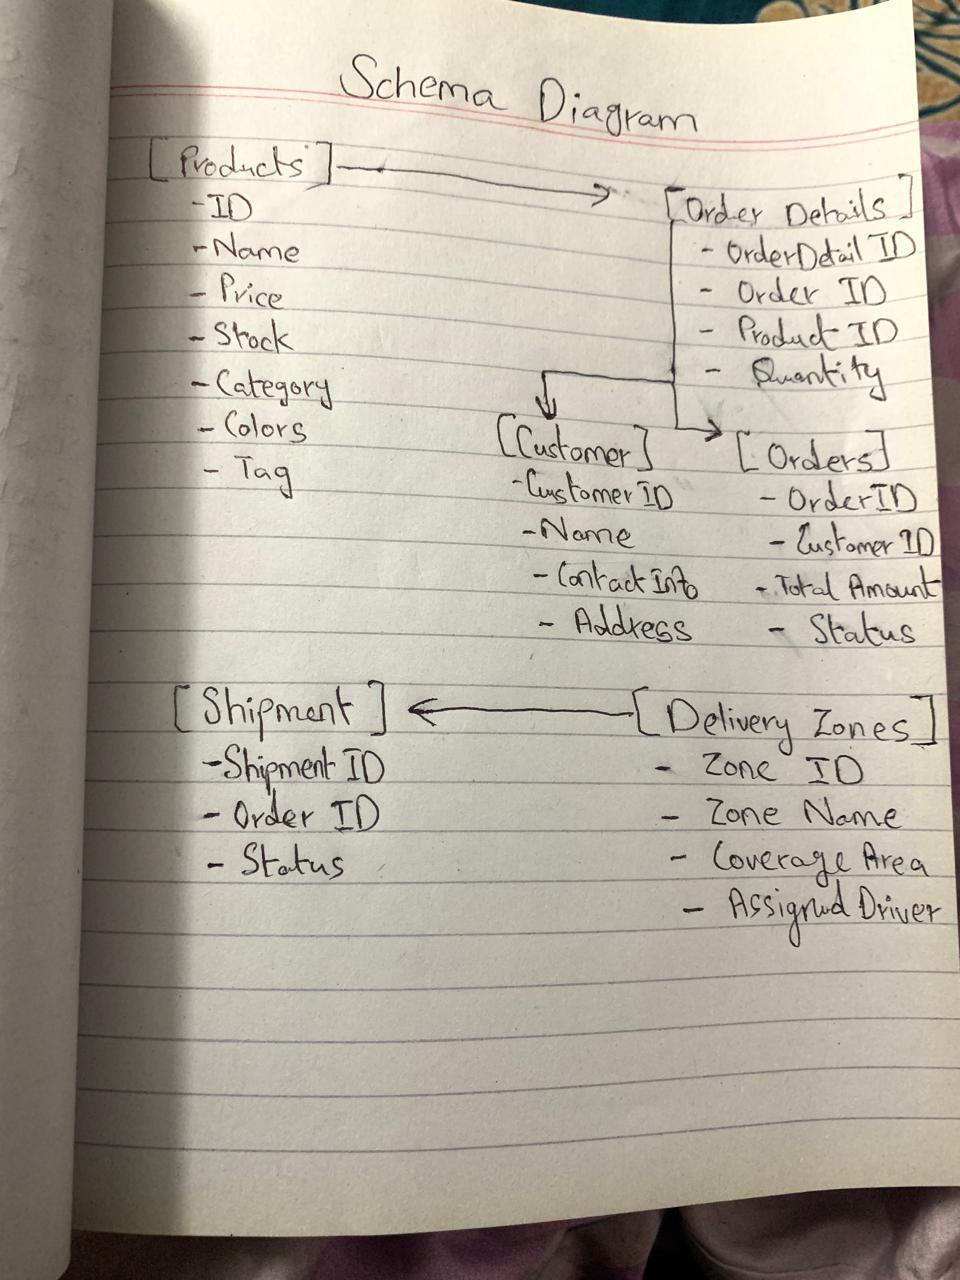 Schema Diagram
[Products]
- ID
- Name
- Price
- Stock
- Category
- Colors
- Tag
[Order Details]
- OrderDetail ID
- Order ID
- Product ID
- Quantity
[Customer]
- Customer ID
- Name
- Contact Info
- Address
[Orders]
- Order ID
- Customer ID
- Total Amount
- Status
[Shipment]
- Shipment ID
- Order ID
- Status
[Delivery Zones]
- Zone ID
- Zone Name
- Coverage Area
- Assigned Driver